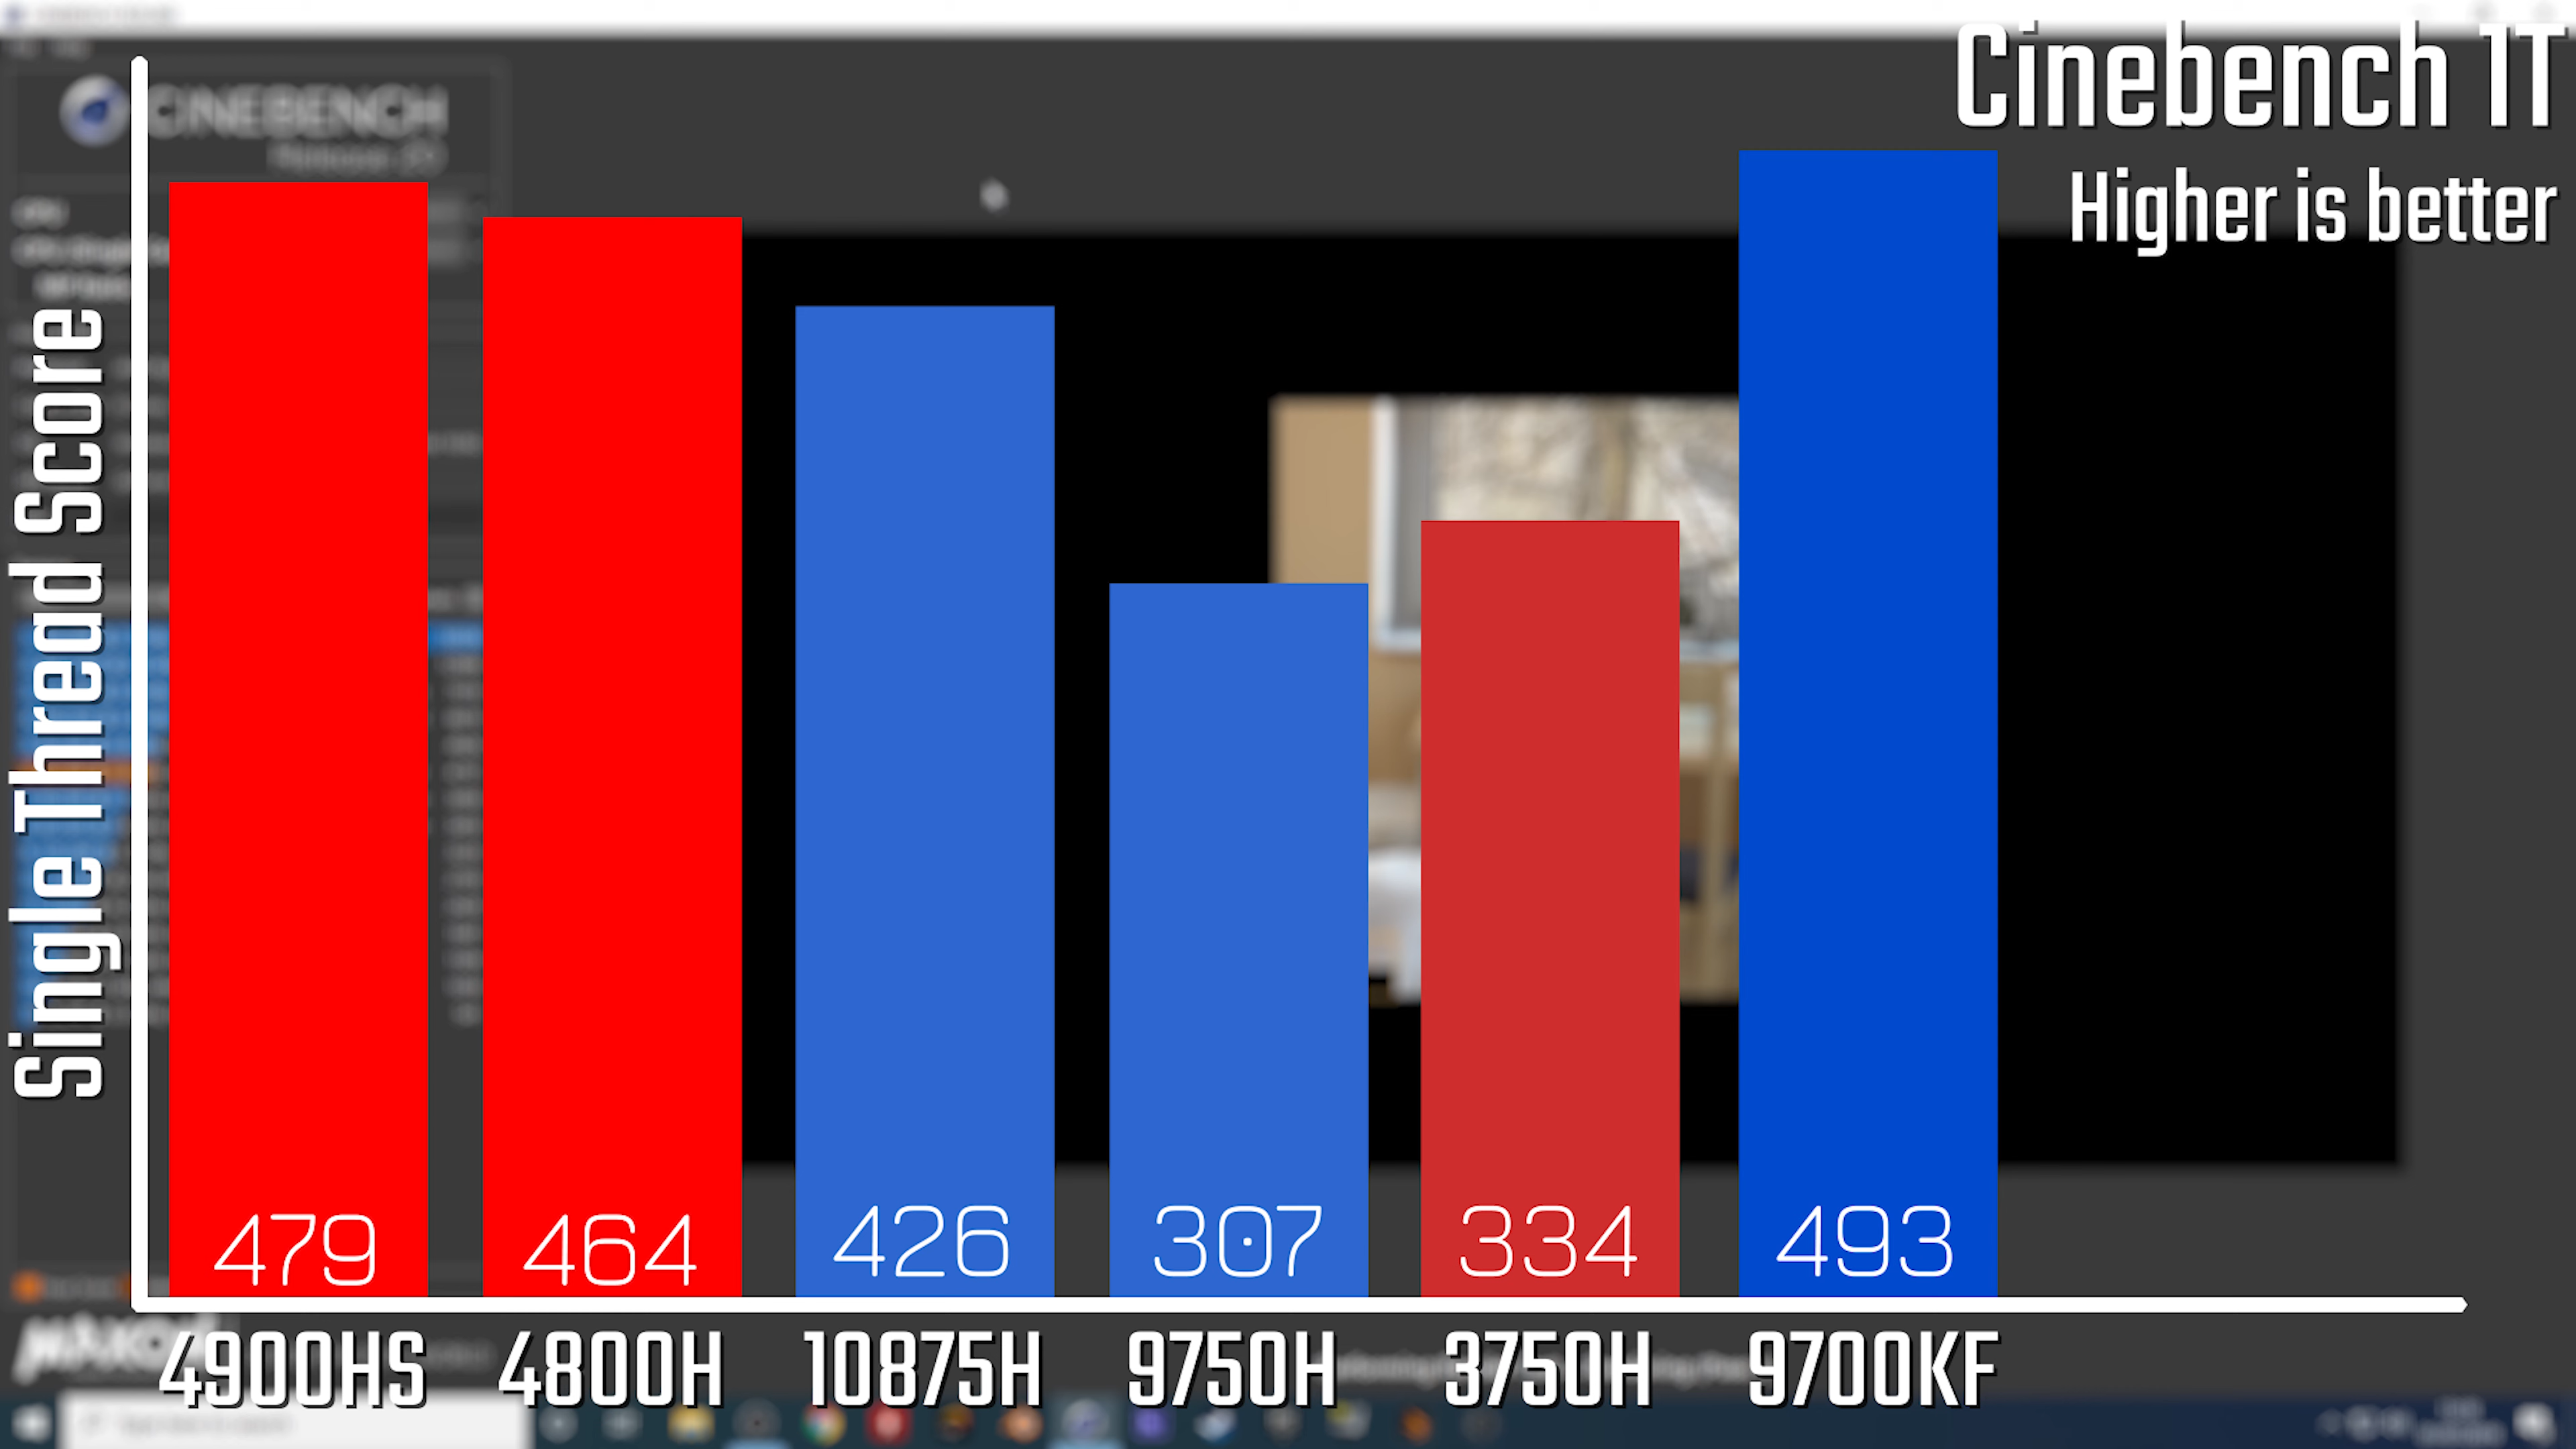 Cinebench 1T
Higher is better
CINEBENCH
Single Thread Score
479
464
426
307
334
493
4900HS
4800H
10875H
9750H
3750H
9700KF